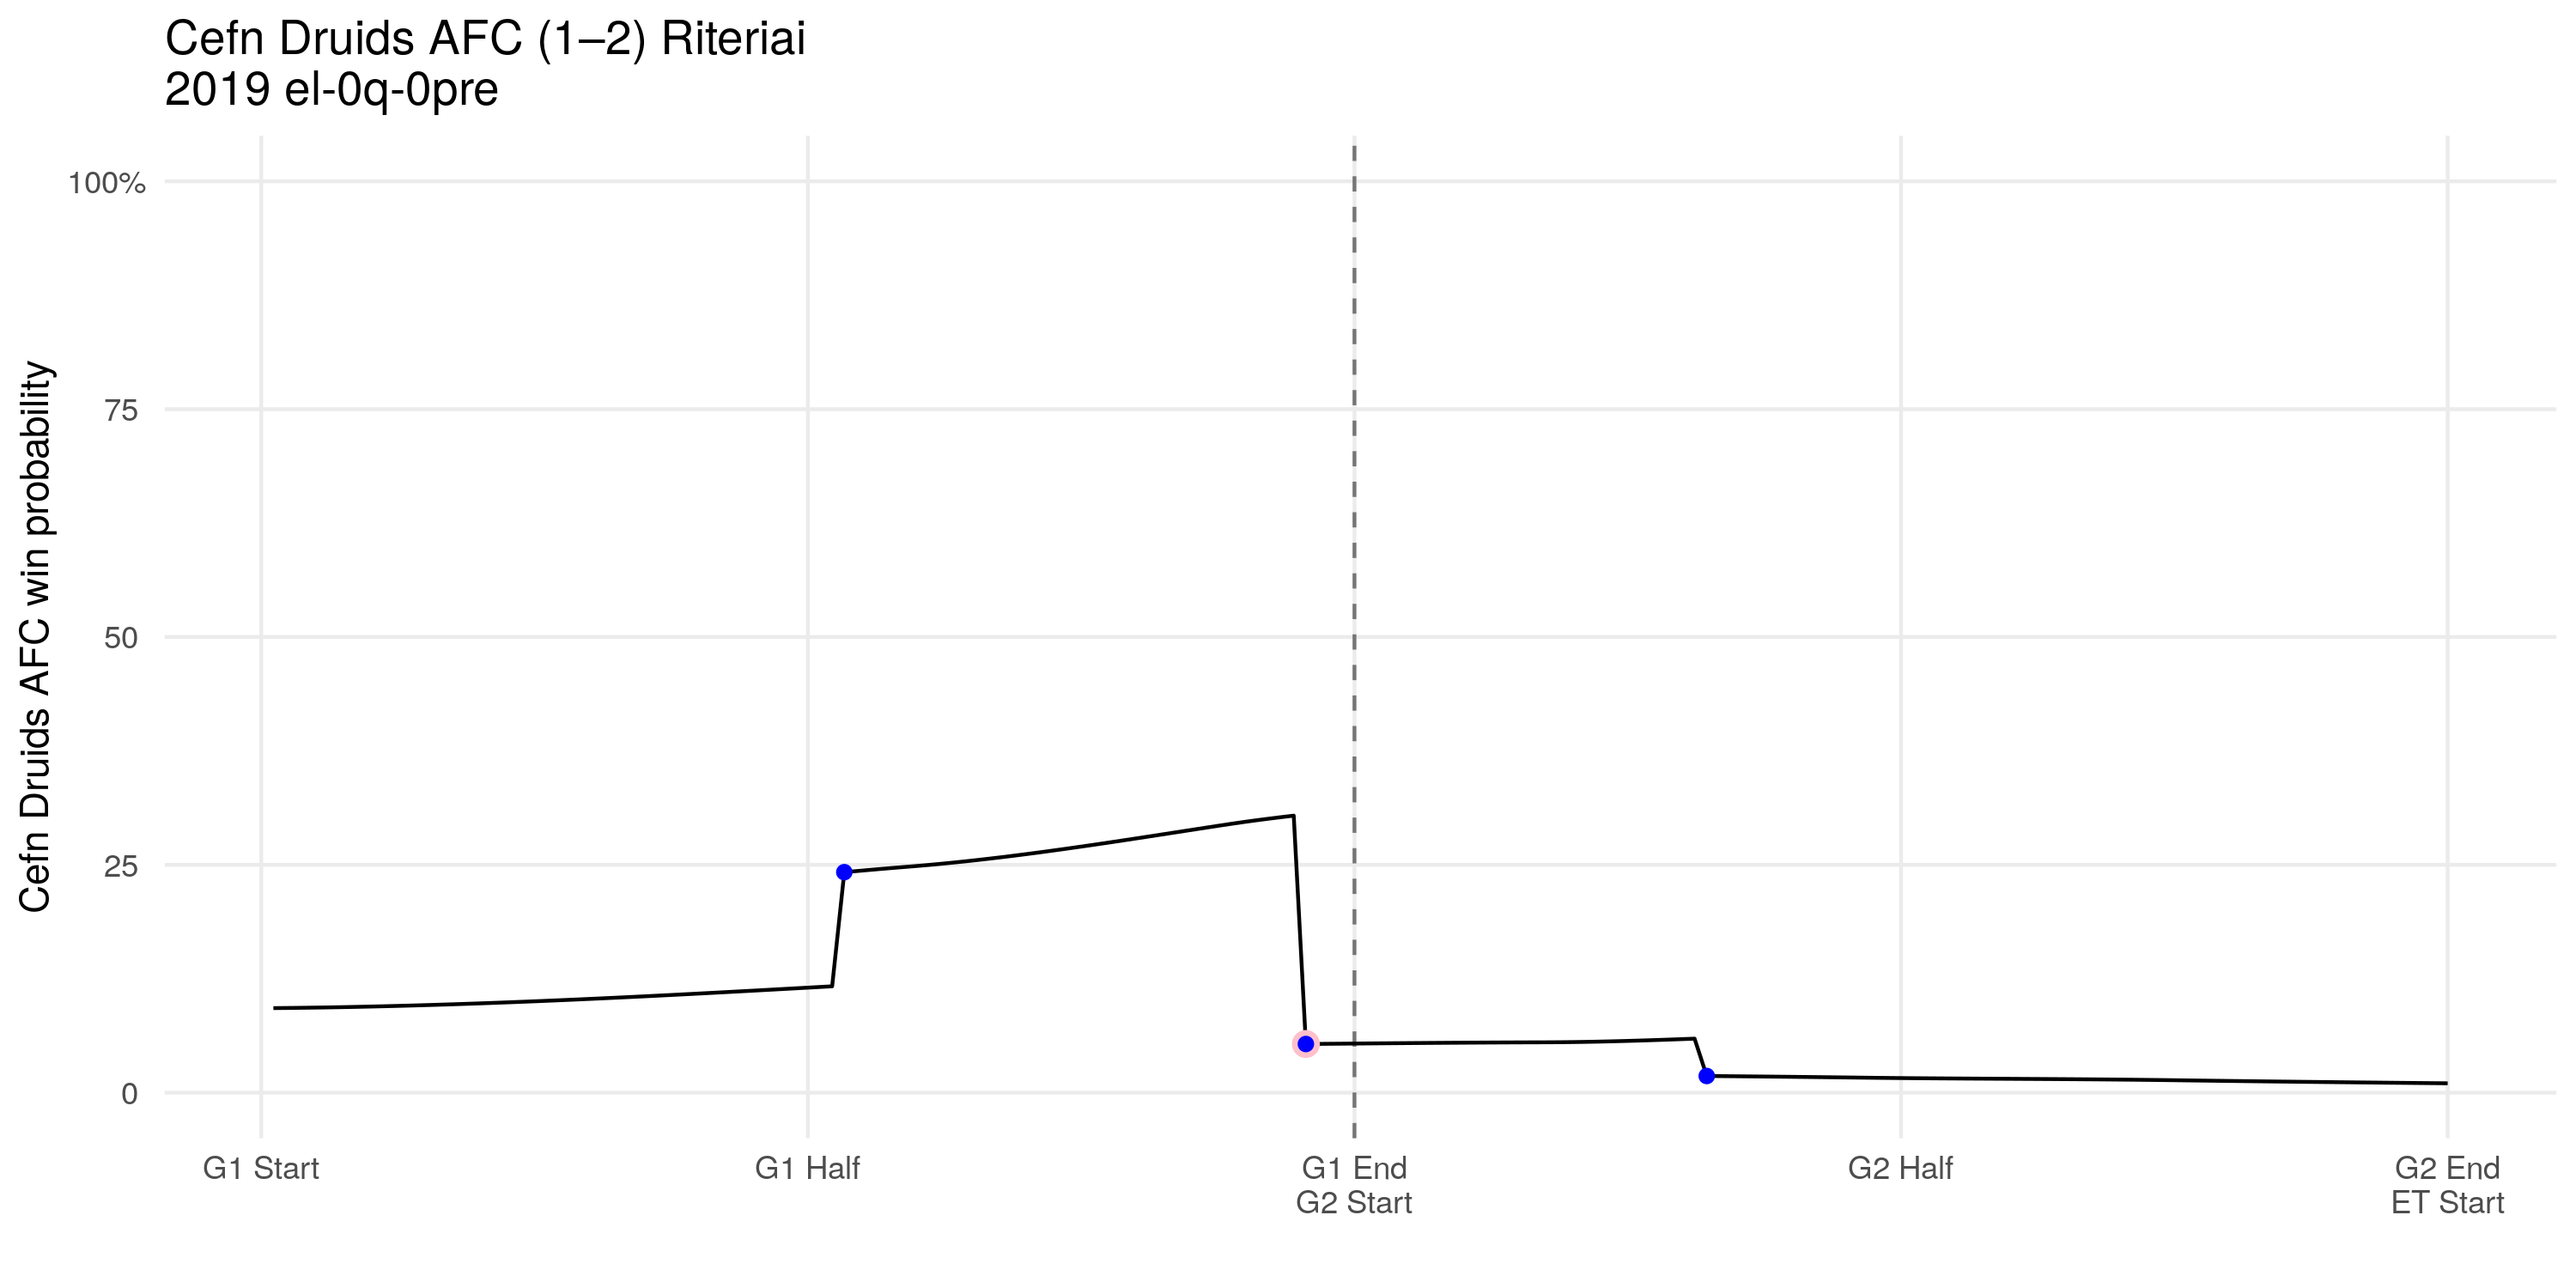 Cefn Druids AFC (1–2) Riteriai
2019 el-0q-0pre
Cefn Druids AFC win probability
100%
75
50
25
0
G1 Start
G1 Half
G1 End
G2 Start
G2 Half
G2 End
ET Start